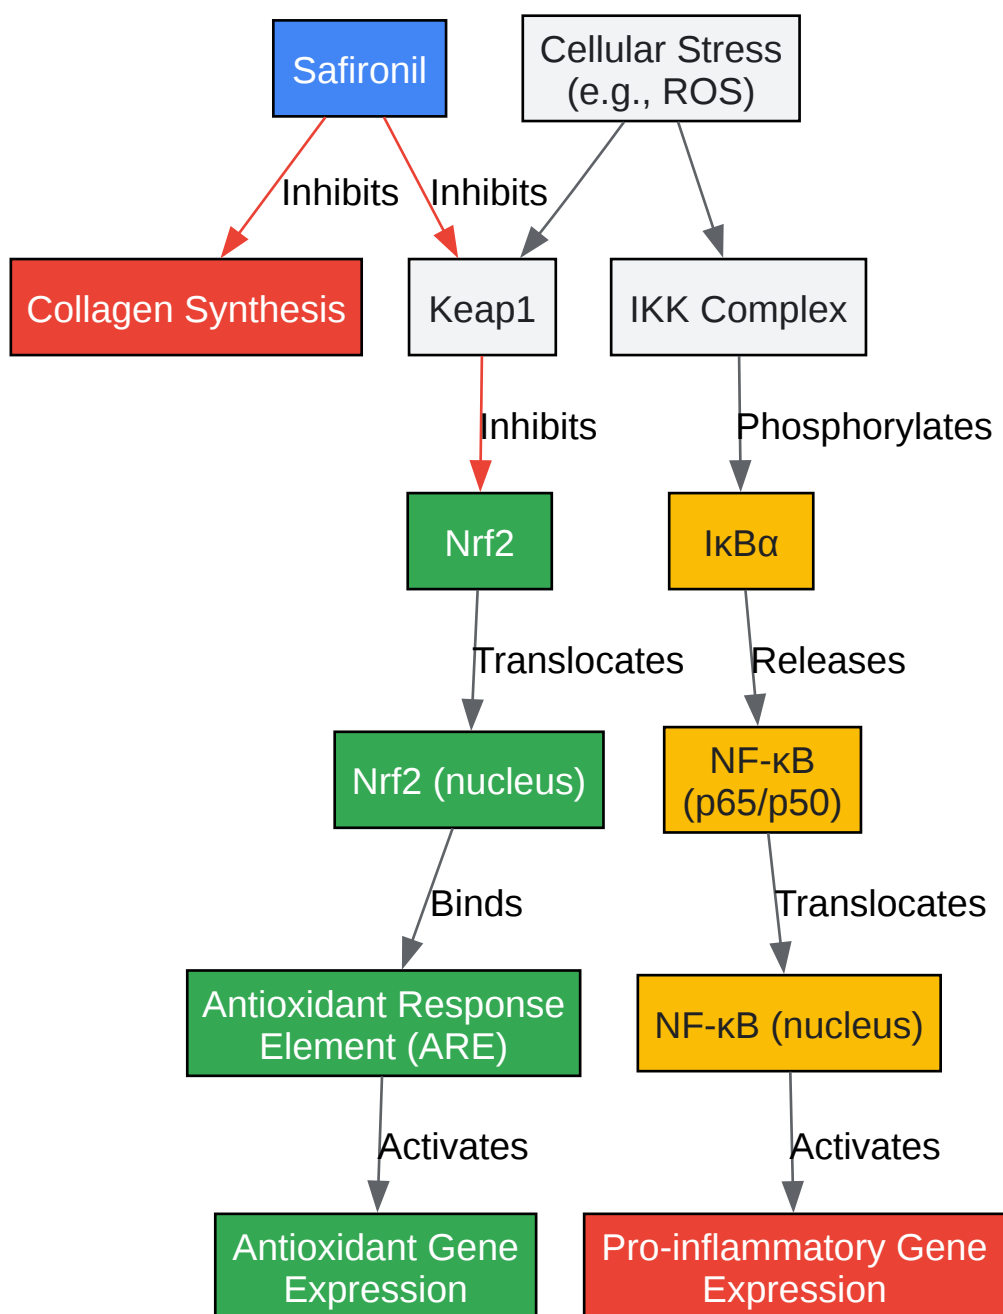 Safironil
Cellular Stress
(e.g., ROS)
Inhibits
Inhibits
Collagen Synthesis
Keap1
IKK Complex
Inhibits
Phosphorylates
Nrf2
IκBα
Translocates
Releases
Nrf2 (nucleus)
NF-κB
(p65/p50)
Binds
Translocates
Antioxidant Response
Element (ARE)
NF-κB (nucleus)
Activates
Activates
Antioxidant Gene
Expression
Pro-inflammatory Gene
Expression